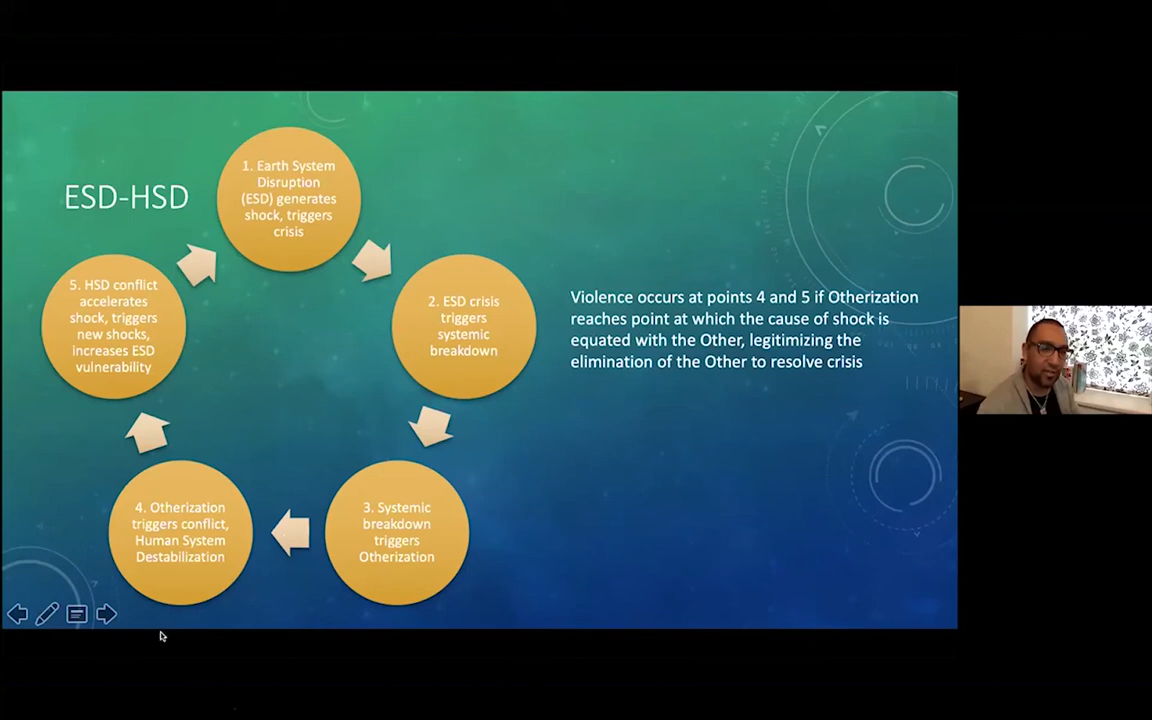 ESD-HSD
1. Earth System
Disruption
(ESD) generates
shock, triggers
crisis
2. ESD crisis
triggers
systemic
breakdown
3. Systemic
breakdown
triggers
Otherization
4. Otherization
triggers conflict,
Human System
Destabilization
5. HSD conflict
accelerates
shock, triggers
new shocks,
increases ESD
vulnerability
Violence occurs at points 4 and 5 if Otherization
reaches point at which the cause of shock is
equated with the Other, legitimizing the
elimination of the Other to resolve crisis